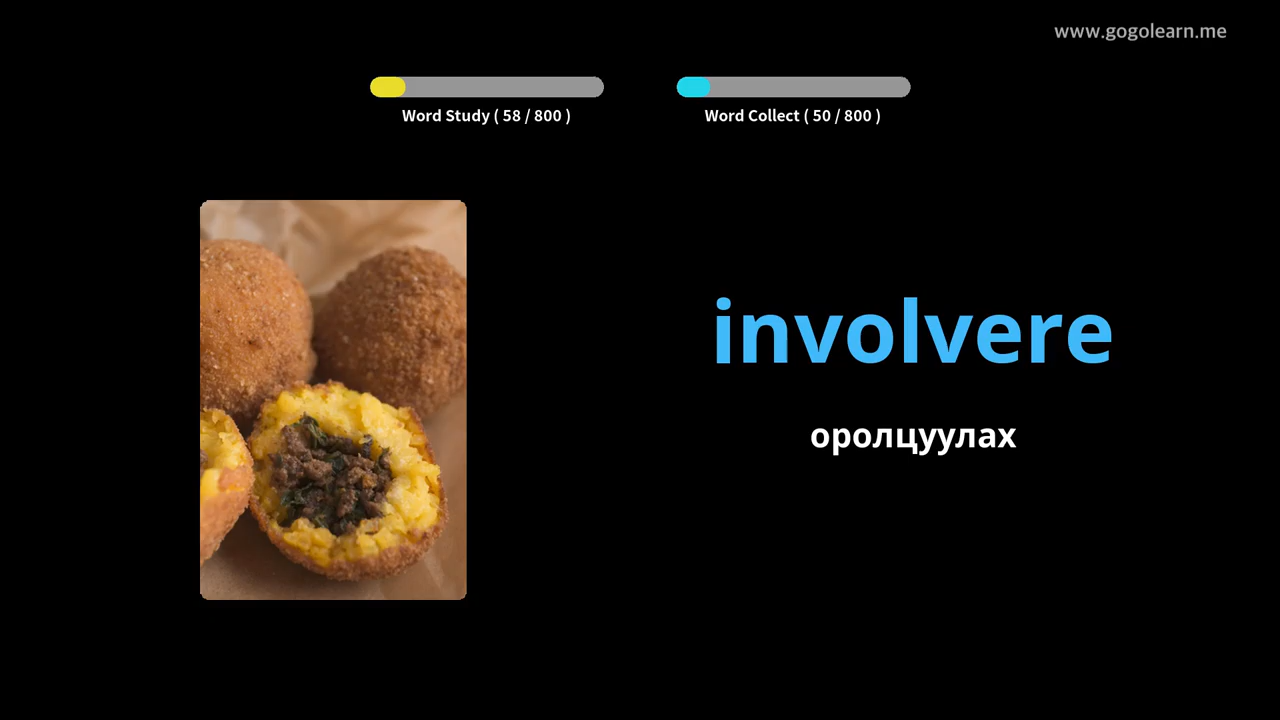 www.gogolearn.me
Word Study ( 58 / 800 )
Word Collect ( 50 / 800 )
involvere
оролцуулах